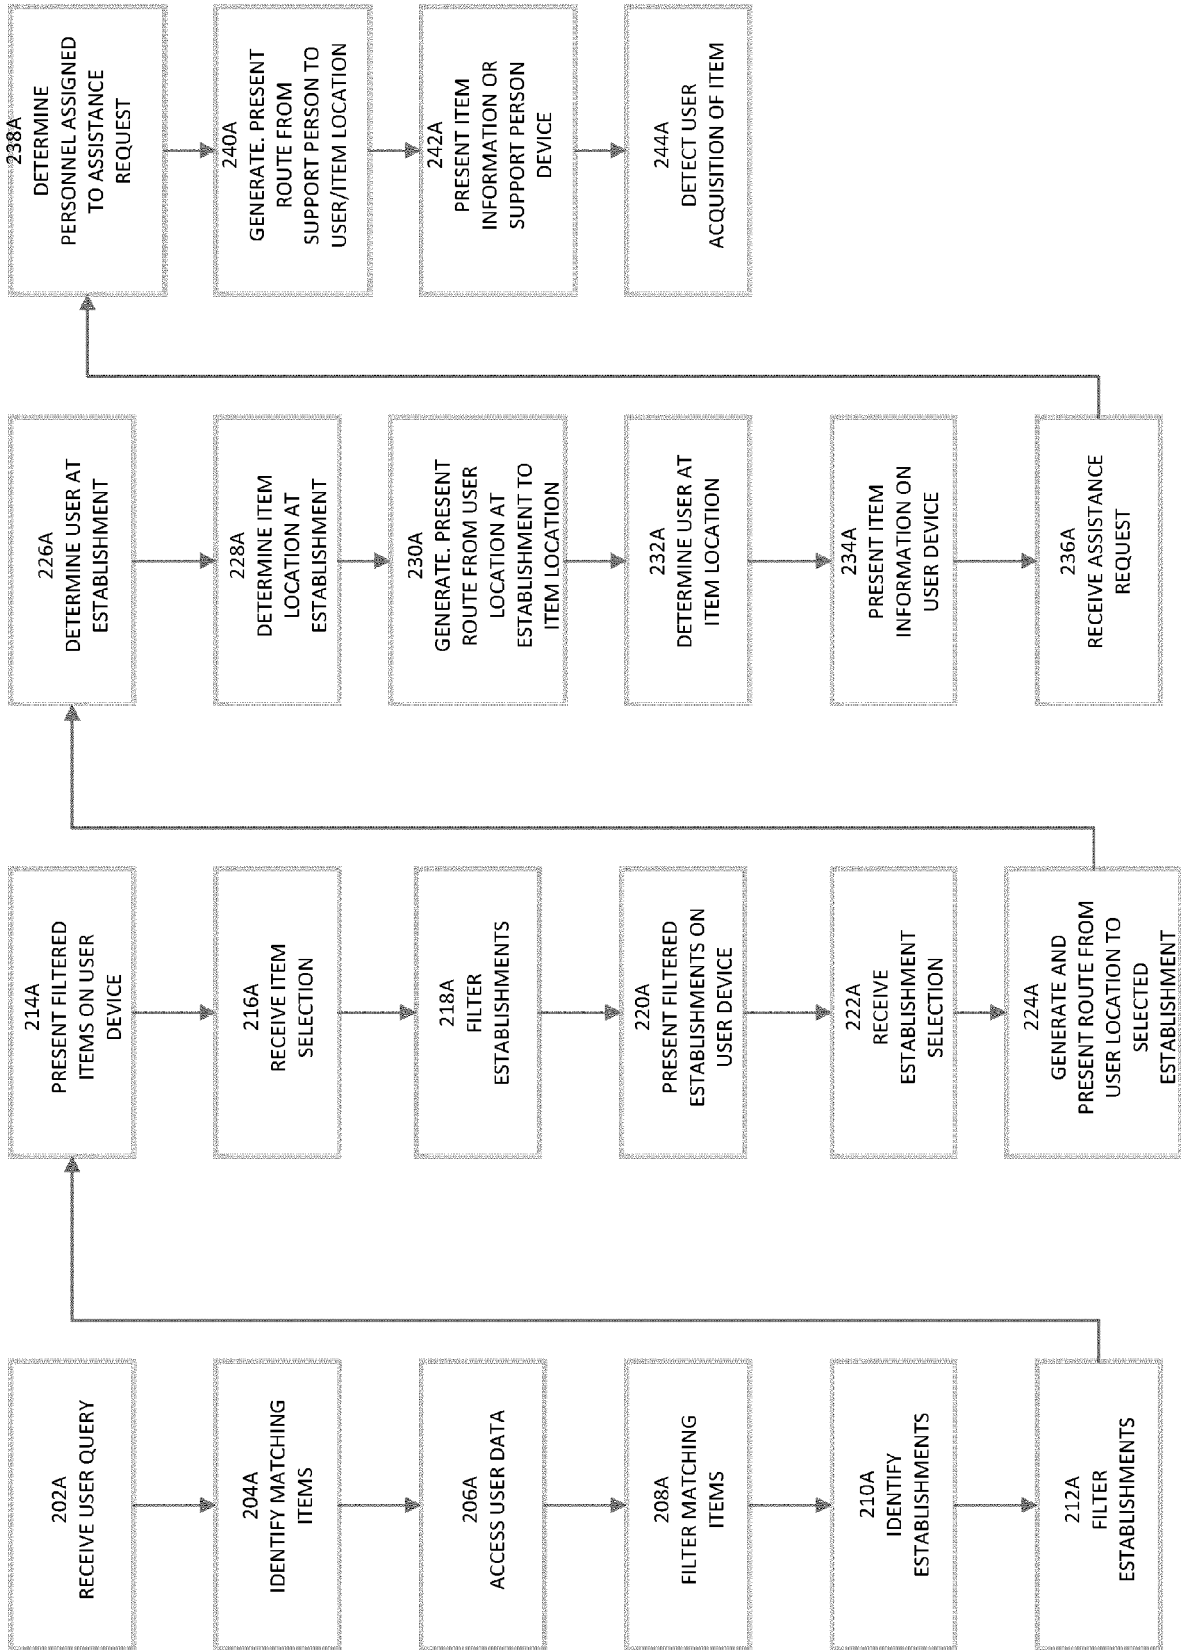 202A
RECEIVE USER QUERY
204A
IDENTIFY MATCHING
ITEMS
206A
ACCESS USER DATA
208A
FILTER MATCHING
ITEMS
210A
IDENTIFY
ESTABLISHMENTS
212A
FILTER
ESTABLISHMENTS
214A
PRESENT FILTERED
ITEMS ON USER
DEVICE
216A
RECEIVE ITEM
SELECTION
218A
FILTER
ESTABLISHMENTS
220A
PRESENT FILTERED
ESTABLISHMENTS ON
USER DEVICE
222A
RECEIVE
ESTABLISHMENT
SELECTION
224A
GENERATE AND
PRESENT ROUTE FROM
USER LOCATION TO
SELECTED
ESTABLISHMENT
226A
DETERMINE USER AT
ESTABLISHMENT
228A
DETERMINE ITEM
LOCATION AT
ESTABLISHMENT
230A
GENERATE. PRESENT
ROUTE FROM USER
LOCATION AT
ESTABLISHMENT TO
ITEM LOCATION
232A
DETERMINE USER AT
ITEM LOCATION
234A
PRESENT ITEM
INFORMATION ON
USER DEVICE
236A
RECEIVE ASSISTANCE
REQUEST
238A
DETERMINE
PERSONNEL ASSIGNED
TO ASSISTANCE
REQUEST
240A
GENERATE. PRESENT
ROUTE FROM
SUPPORT PERSON TO
USER/ITEM LOCATION
242A
PRESENT ITEM
INFORMATION OR
SUPPORT PERSON
DEVICE
244A
DETECT USER
ACQUISITION OF ITEM